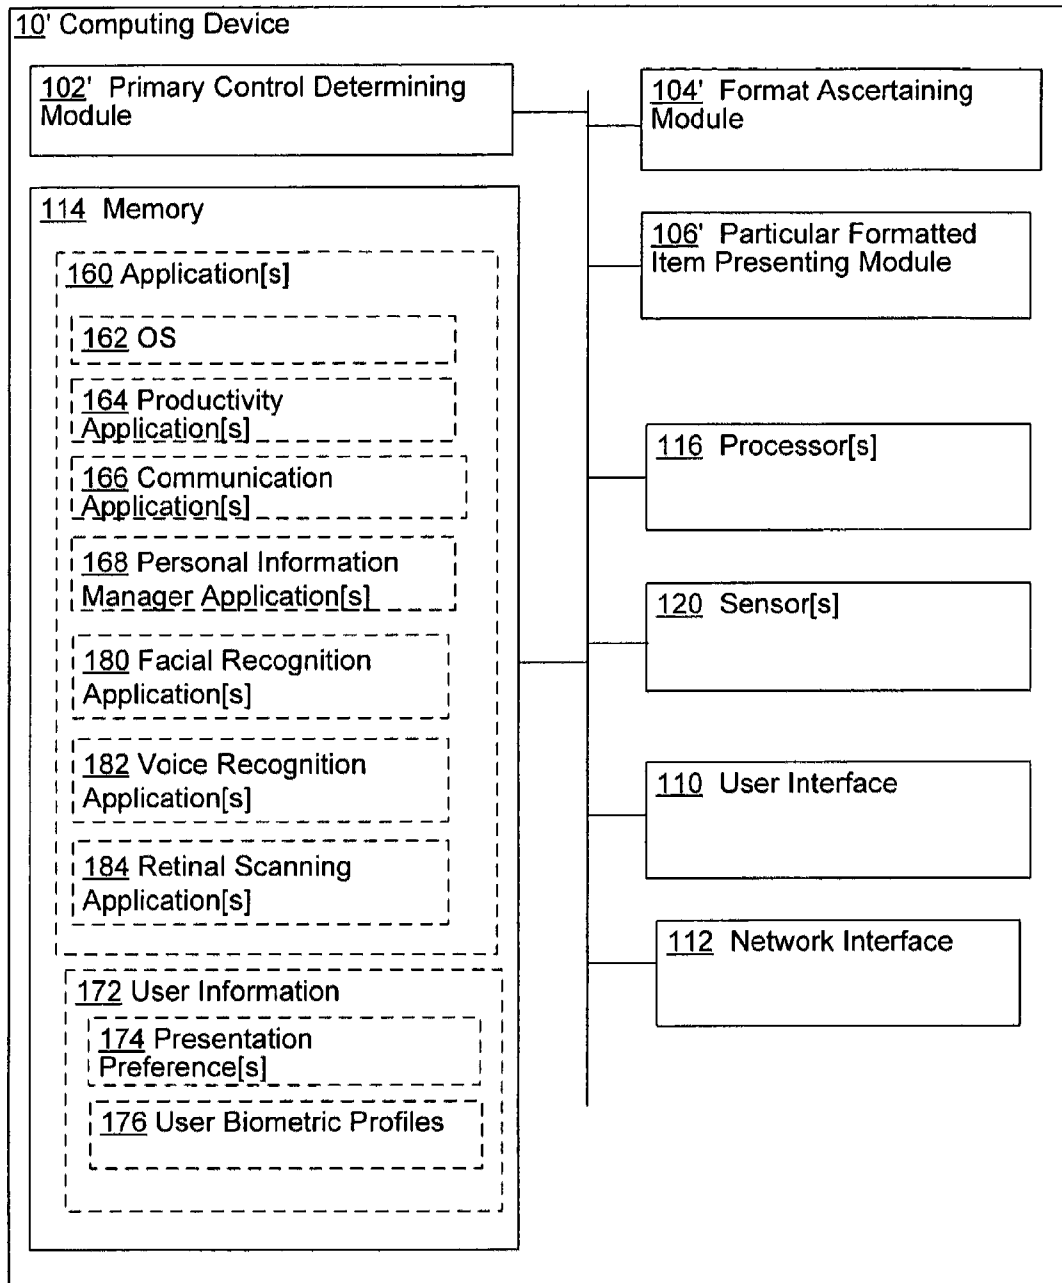 10' Computing Device
102' Primary Control Determining
Module
104' Format Ascertaining
Module
114 Memory
106' Particular Formatted
Item Presenting Module
160 Application[s]
162 OS
164 Productivity
Application[s]
116 Processor[s]
166 Communication
Application[s]
168 Personal Information
Manager Application[s]
120 Sensor[s]
180 Facial Recognition
Application[s]
182 Voice Recognition
Application[s]
110 User Interface
184 Retinal Scanning
Application[s]
112 Network Interface
172 User Information
174 Presentation
Preference[s]
176 User Biometric Profiles